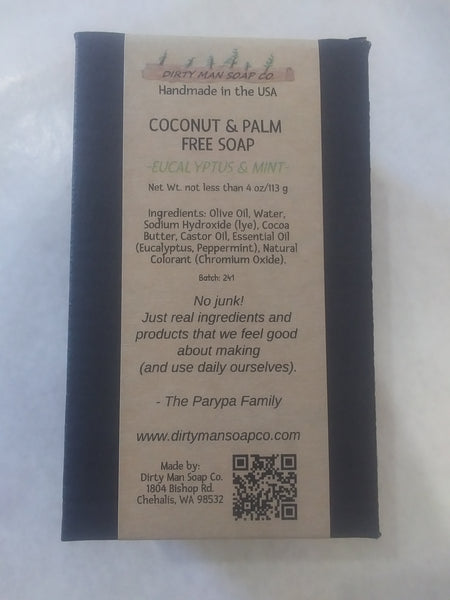 DIRTY MAN SOAP CO.
Handmade in the USA
COCONUT & PALM
FREE SOAP
-EUCALYPTUS & MINT-
Net Wt. not less than 4 oz/113 g
Ingredients: Olive Oil, Water,
Sodium Hydroxide (lye), Cocoa
Butter, Castor Oil, Essential Oil
(Eucalyptus, Peppermint), Natural
Colorant (Chromium Oxide).
Batch: 241
No junk!
Just real ingredients and
products that we feel good
about making
(and use daily ourselves).
- The Parypa Family
www.dirtymansoapco.com
Made by:
Dirty Man Soap Co.
1804 Bishop Rd.
Chehalis, WA 98532